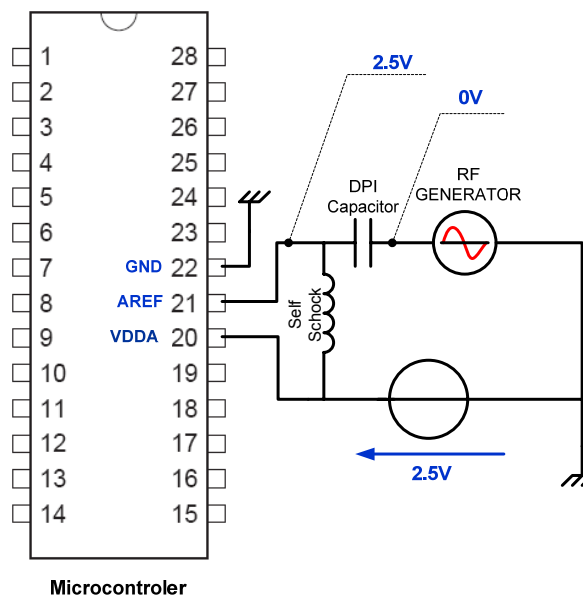 2.5V
0V
DPI
Capacitor
RF
GENERATOR
1
2
3
4
5
6
7
8
9
10
11
12
13
14
28
27
26
25
24
23
GND 22
AREF 21
VDDA 20
19
18
17
16
15
Self
Schock
2.5V
Microcontroler